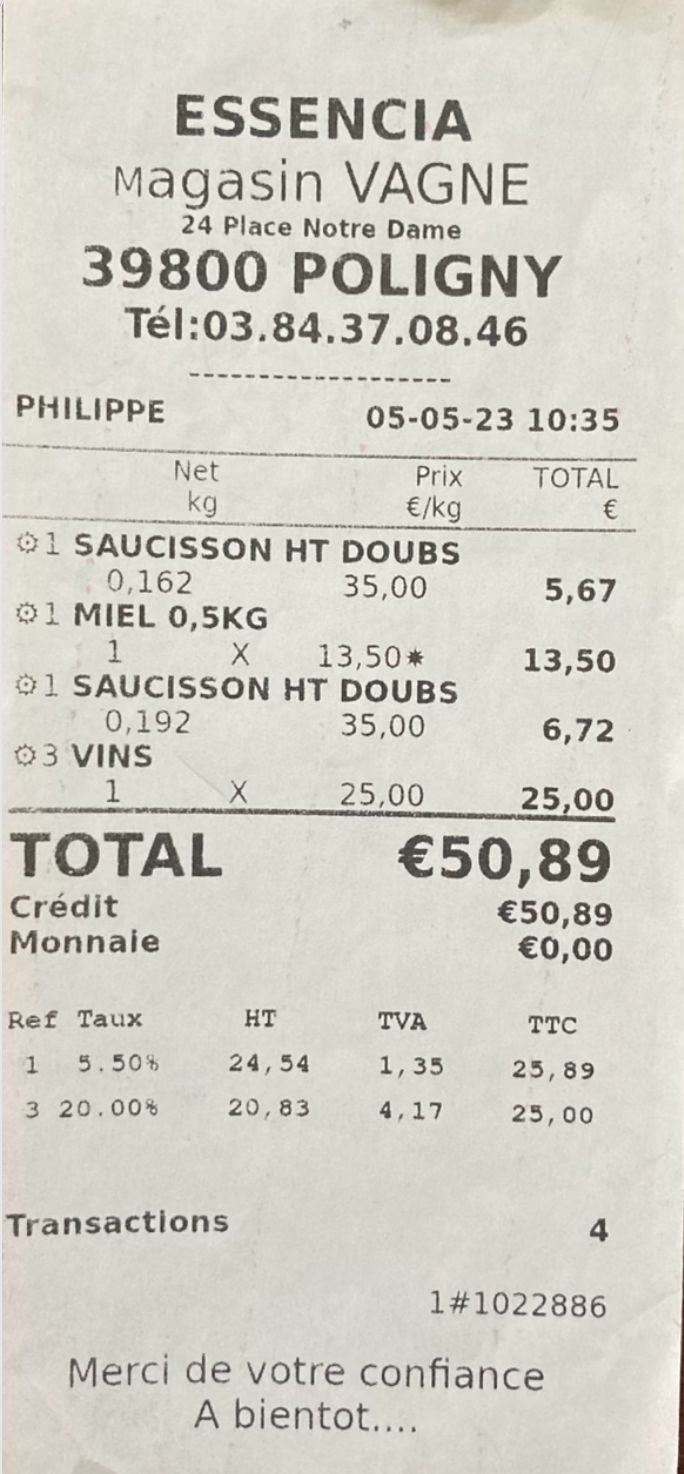 ESSENCIA
Magasin VAGNE
24 Place Notre Dame
39800 POLIGNY
Tél:03.84.37.08.46
-------------------
PHILIPPE 05-05-23 10:35
Net Prix TOTAL
kg €/kg €
⚙1 SAUCISSON HT DOUBS
0,162 35,00 5,67
⚙1 MIEL 0,5KG
1 X 13,50✷ 13,50
⚙1 SAUCISSON HT DOUBS
0,192 35,00 6,72
⚙3 VINS
1 X 25,00 25,00
TOTAL €50,89
Crédit €50,89
Monnaie €0,00
Ref Taux HT TVA TTC
1 5.50% 24,54 1,35 25,89
3 20.00% 20,83 4,17 25,00
Transactions 4
1#1022886
Merci de votre confiance
A bientot....